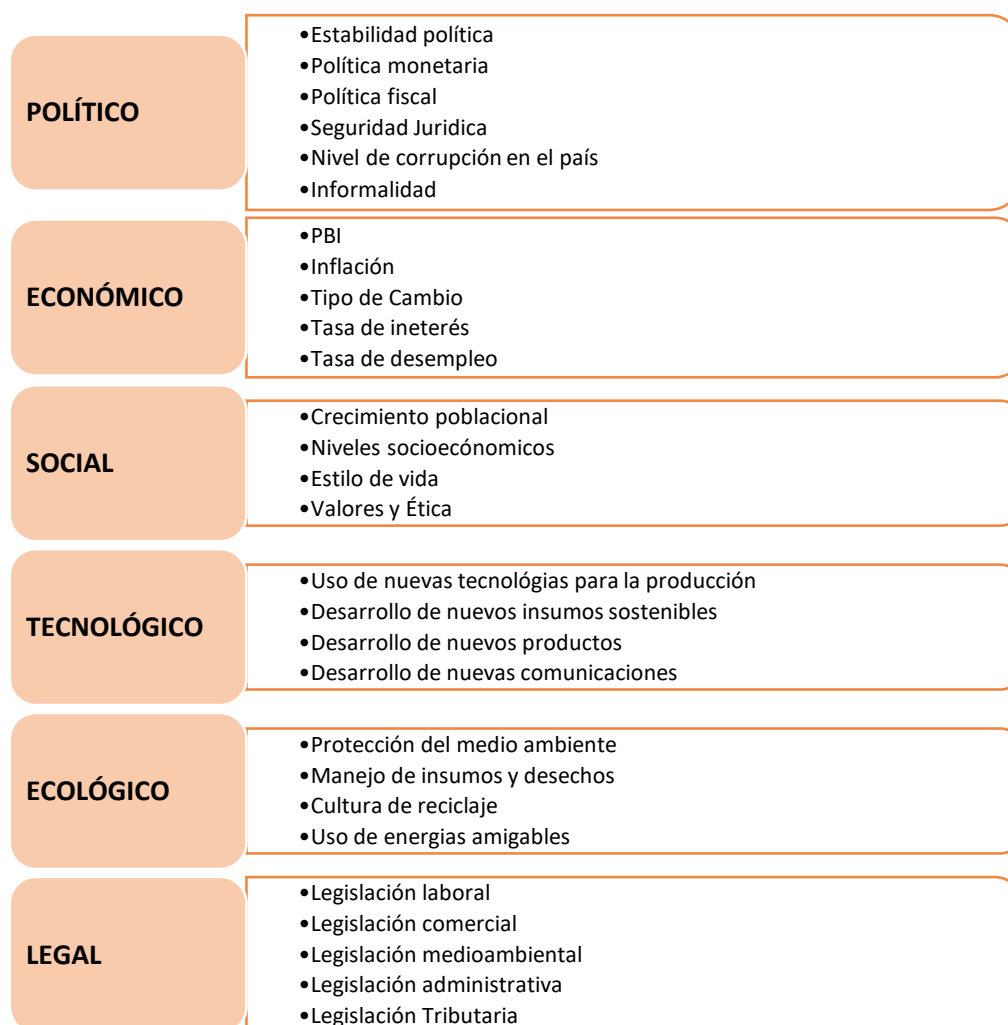 POLÍTICO
•Estabilidad política
•Política monetaria
•Política fiscal
•Seguridad Juridica
•Nivel de corrupción en el país
•Informalidad
ECONÓMICO
•PBI
•Inflación
•Tipo de Cambio
•Tasa de ineterés
•Tasa de desempleo
SOCIAL
•Crecimiento poblacional
•Niveles socioecónomicos
•Estilo de vida
•Valores y Ética
TECNOLÓGICO
•Uso de nuevas tecnológias para la producción
•Desarrollo de nuevos insumos sostenibles
•Desarrollo de nuevos productos
•Desarrollo de nuevas comunicaciones
ECOLÓGICO
•Protección del medio ambiente
•Manejo de insumos y desechos
•Cultura de reciclaje
•Uso de energias amigables
LEGAL
•Legislación laboral
•Legislación comercial
•Legislación medioambiental
•Legislación administrativa
•Legislación Tributaria